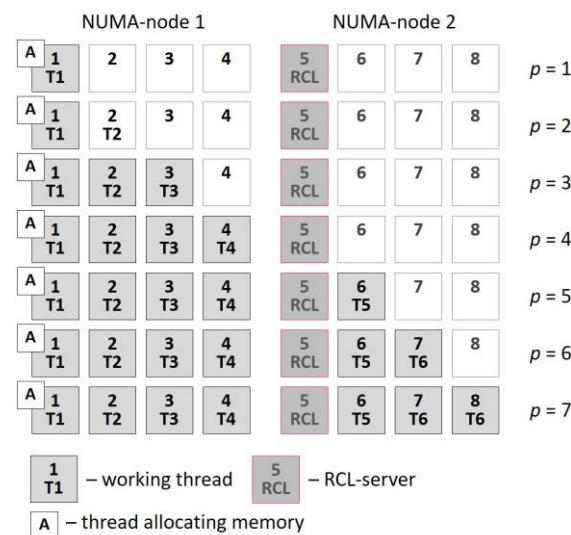 NUMA-node 1 NUMA-node 2
A 1 2 3 4 5 6 7 8 p = 1
T1 RCL
A 1 2 3 4 5 6 7 8 p = 2
T1 T2 RCL
A 1 2 3 4 5 6 7 8 p = 3
T1 T2 T3 RCL
A 1 2 3 4 5 6 7 8 p = 4
T1 T2 T3 T4 RCL
A 1 2 3 4 5 6 7 8 p = 5
T1 T2 T3 T4 RCL T5
A 1 2 3 4 5 6 7 8 p = 6
T1 T2 T3 T4 RCL T5 T6
A 1 2 3 4 5 6 7 8 p = 7
T1 T2 T3 T4 RCL T5 T6 T6
1 5
T1 – working thread RCL – RCL-server
A – thread allocating memory